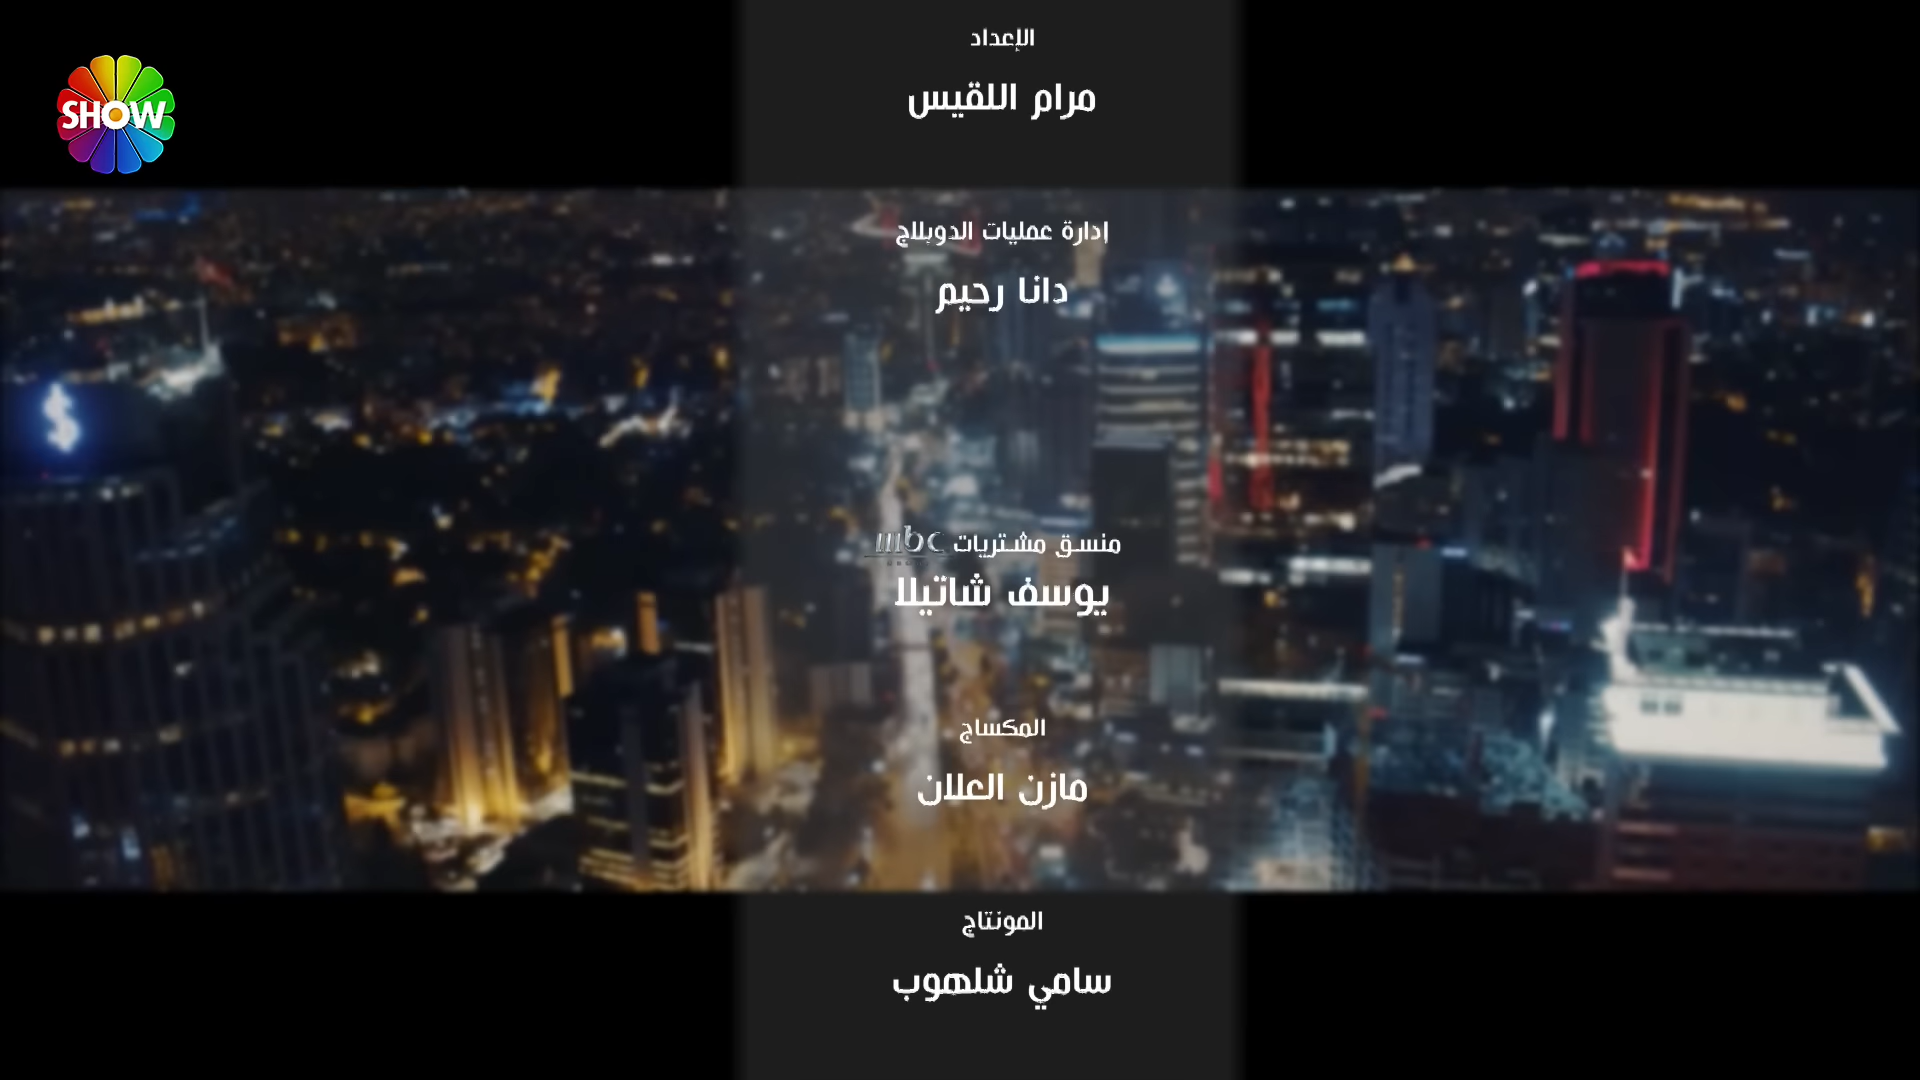 SHOW
الإعداد
مرام اللقيس
إدارة عمليات الدوبلاج
دانا رحيم
منسق مشتريات mbc
يوسف شاتيلا
المكساج
مازن العلان
المونتاج
سامي شلهوب